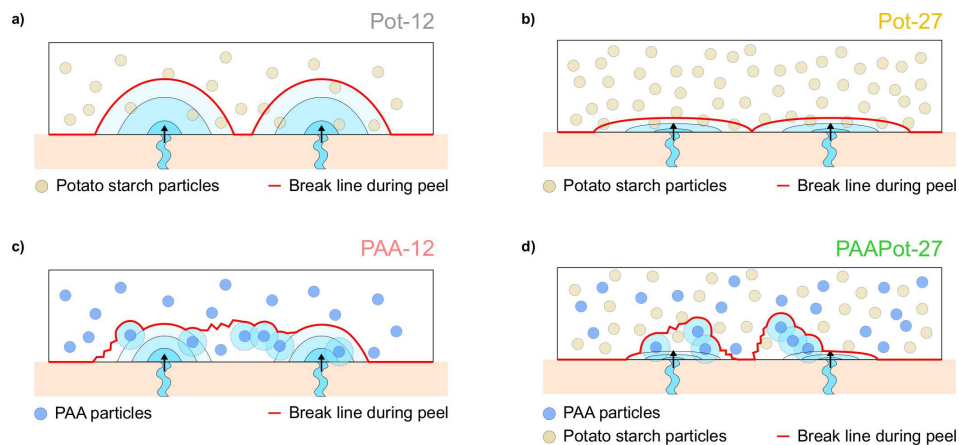 a)
Pot-12
Potato starch particles
Break line during peel
b)
Pot-27
Potato starch particles
Break line during peel
c)
PAA-12
PAA particles
Break line during peel
d)
PAAPot-27
PAA particles
Potato starch particles
Break line during peel